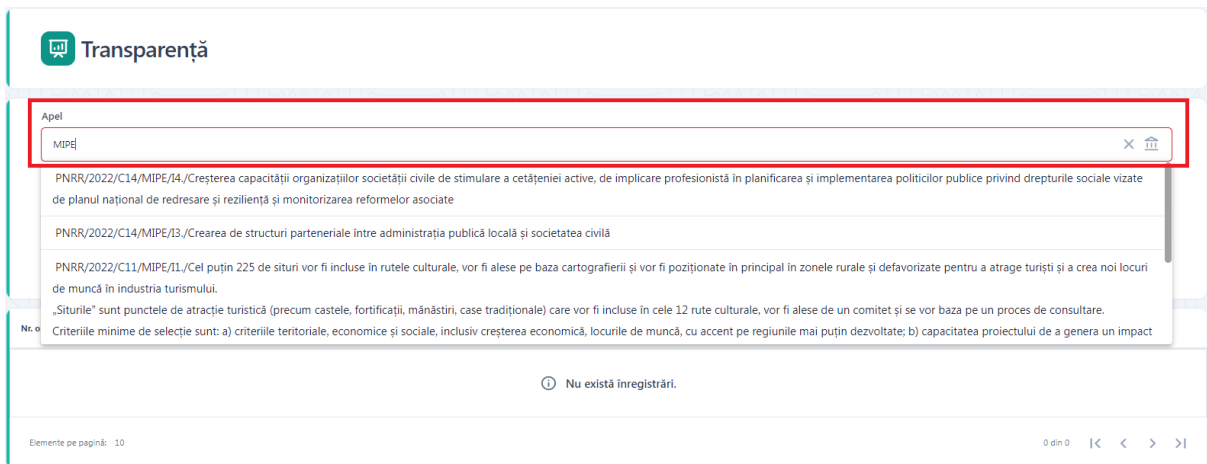 Transparență
Apel
MIPE
PNRR/2022/C14/MIPE/I4./Creșterea capacității organizațiilor societății civile de stimulare a cetățeniei active, de implicare profesionistă în planificarea și implementarea politicilor publice privind drepturile sociale vizate
de planul național de redresare și reziliență și monitorizarea reformelor asociate
PNRR/2022/C14/MIPE/I3./Crearea de structuri parteneriale între administrația publică locală și societatea civilă
PNRR/2022/C11/MIPE/I1./Cel puțin 225 de situri vor fi incluse în rutele culturale, vor fi alese pe baza cartografierii și vor fi poziționate în principal în zonele rurale și defavorizate pentru a atrage turiști și a crea noi locuri
de muncă în industria turismului.
„Siturile” sunt punctele de atracție turistică (precum castele, fortificații, mănăstiri, case tradiționale) care vor fi incluse în cele 12 rute culturale, vor fi alese de un comitet și se vor baza pe un proces de consultare.
Nr. o
Criteriile minime de selecție sunt: a) criteriile teritoriale, economice și sociale, inclusiv creșterea economică, locurile de muncă, cu accent pe regiunile mai puțin dezvoltate; b) capacitatea proiectului de a genera un impact
Nu există înregistrări.
Elemente pe pagină: 10
0 din 0